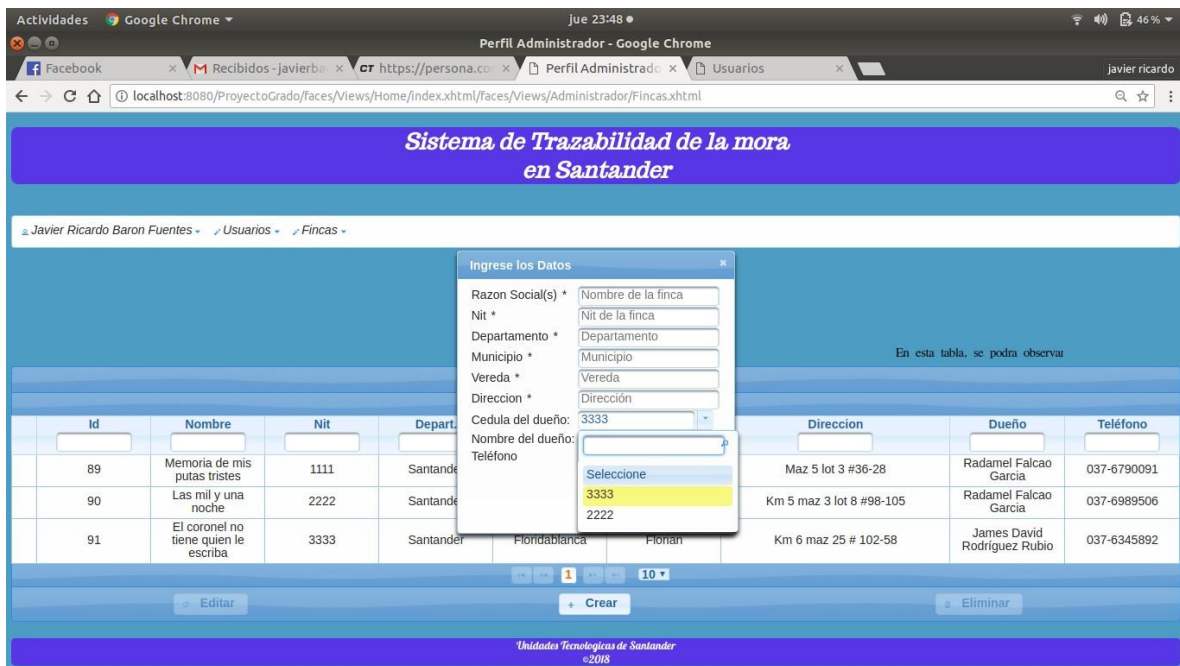 Actividades Google Chrome jue 23:48 46 %
Perfil Administrador - Google Chrome
Facebook Recibidos - javierba https://persona.co Perfil Administrado Usuarios javier ricardo
localhost:8080/ProyectoGrado/faces/Views/Home/index.xhtml/faces/Views/Administrador/Fincas.xhtml
Sistema de Trazabilidad de la mora
en Santander
Javier Ricardo Baron Fuentes Usuarios Fincas
Ingrese los Datos
Razon Social(s) * Nombre de la finca
Nit * Nit de la finca
Departamento * Departamento
Municipio * Municipio
Vereda * Vereda
Direccion * Dirección
Cedula del dueño: 3333
Nombre del dueño:
Teléfono
Seleccione
3333
2222
En esta tabla, se podra observar
Id Nombre Nit Depart. Direccion Dueño Teléfono
89 Memoria de mis putas tristes 1111 Santande Maz 5 lot 3 #36-28 Radamel Falcao Garcia 037-6790091
90 Las mil y una noche 2222 Santande Km 5 maz 3 lot 8 #98-105 Radamel Falcao Garcia 037-6989506
91 El coronel no tiene quien le escriba 3333 Santander Floridablanca Florian Km 6 maz 25 # 102-58 James David Rodríguez Rubio 037-6345892
1 10
Editar Crear Eliminar
Unidades Tecnologicas de Santander
©2018